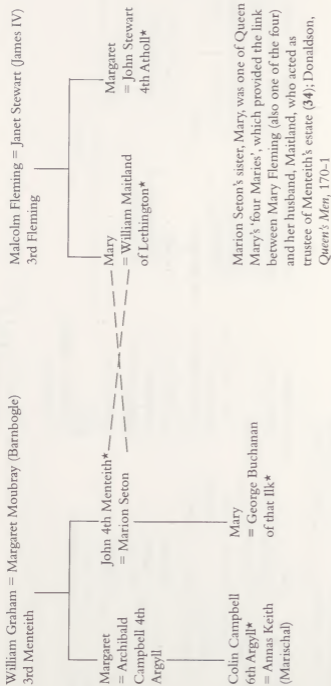 William Graham = Margaret Moubray (Barnbogle)
3rd Menteith
Malcolm Fleming = Janet Stewart (James IV)
3rd Fleming
Margaret
= Archibald
Campbell 4th
Argyll
John 4th Menteith*
= Marion Seton
Mary
= William Maitland
of Lethington*
Margaret
= John Stewart
4th Atholl*
Colin Campbell
6th Argyll*
= Annas Keith
(Marischal)
Mary
= George Buchanan
of that Ilk*
Marion Seton's sister, Mary, was one of Queen
Mary's 'four Maries', which provided the link
between Mary Fleming (also one of the four)
and her husband, Maitland, who acted as
trustee of Menteith's estate (34); Donaldson,
Queen's Men, 170–1